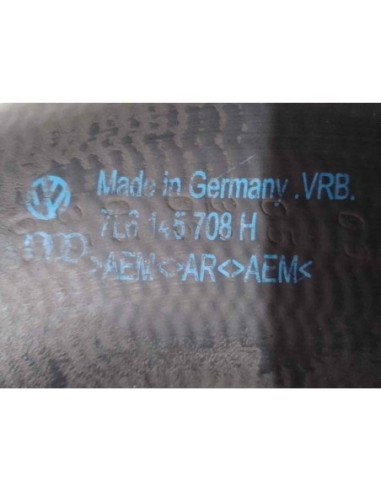 Made in Germany .VRB.
7L6 145 708 H
>AEM<>AR<>AEM<